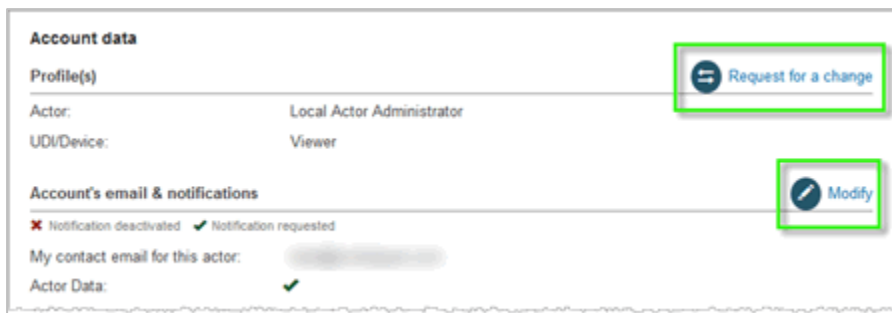 Account data
Profile(s) Request for a change
Actor: Local Actor Administrator
UDI/Device: Viewer
Account's email & notifications Modify
Notification deactivated Notification requested
My contact email for this actor:
Actor Data: